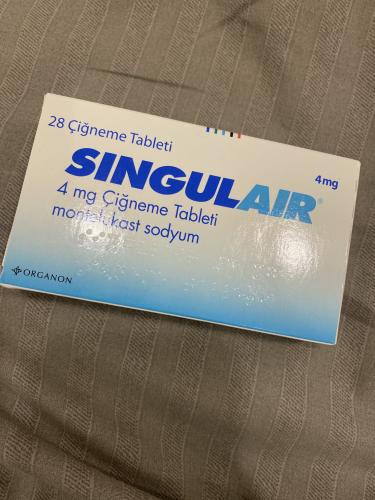 28 Çiğneme Tableti
SINGULAIR®
4mg
4 mg Çiğneme Tableti
montelukast sodyum
ORGANON